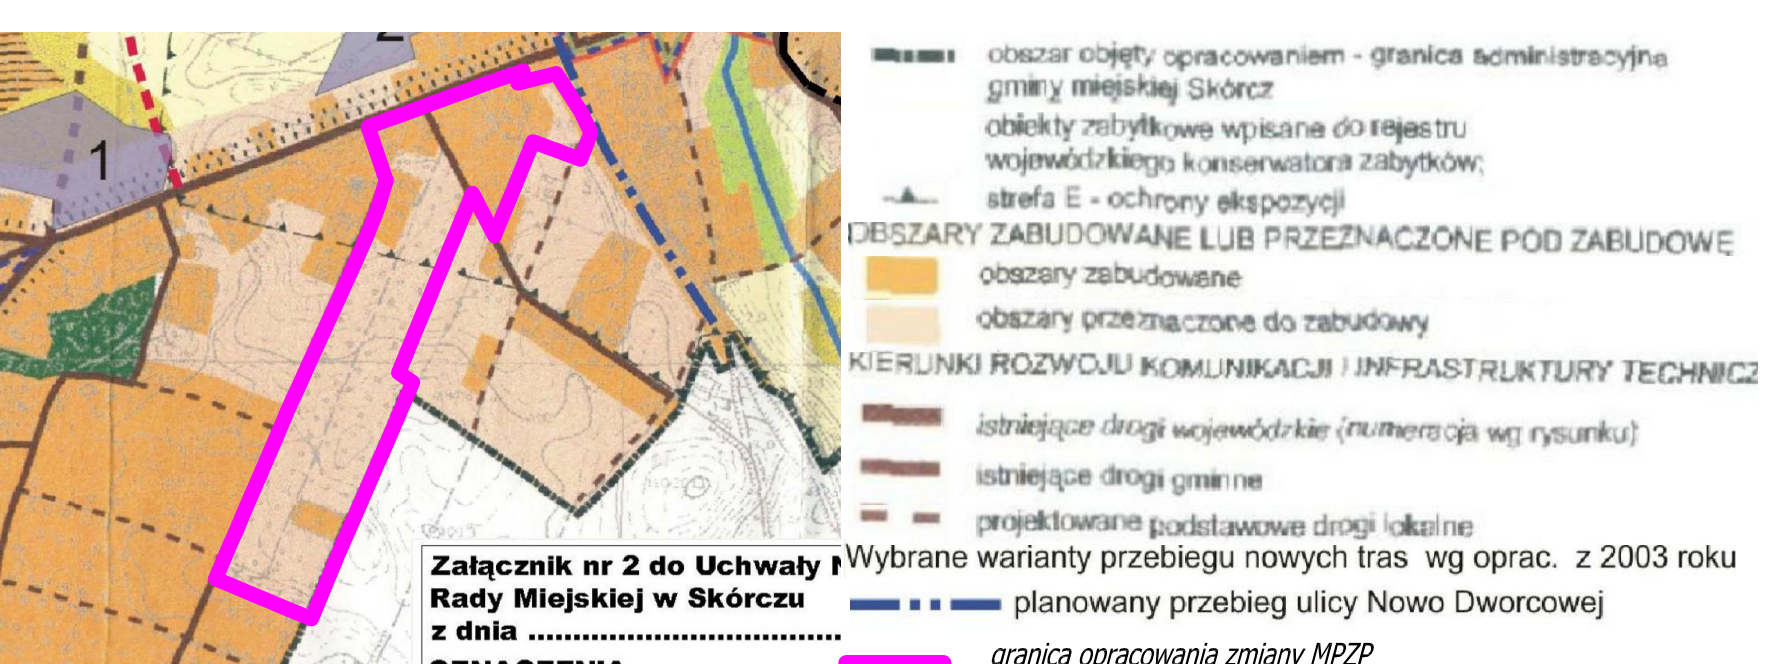 2
1
Załącznik nr 2 do Uchwały N
Rady Miejskiej w Skórczu
z dnia ....................................
OZNACZENIA
obszar objęty opracowaniem - granica administracyjna
gminy miejskiej Skórcz
obiekty zabytkowe wpisane do rejestru
wojewódzkiego konserwatora zabytków;
strefa E - ochrony ekspozycji
OBSZARY ZABUDOWANE LUB PRZEZNACZONE POD ZABUDOWĘ
obszary zabudowane
obszary przeznaczone do zabudowy
KIERUNKI ROZWOJU KOMUNIKACJI I INFRASTRUKTURY TECHNICZ
istniejące drogi wojewódzkie (numeracja wg rysunku)
istniejące drogi gminne
projektowane podstawowe drogi lokalne
Wybrane warianty przebiegu nowych tras wg oprac. z 2003 roku
planowany przebieg ulicy Nowo Dworcowej
granica opracowania zmiany MPZP